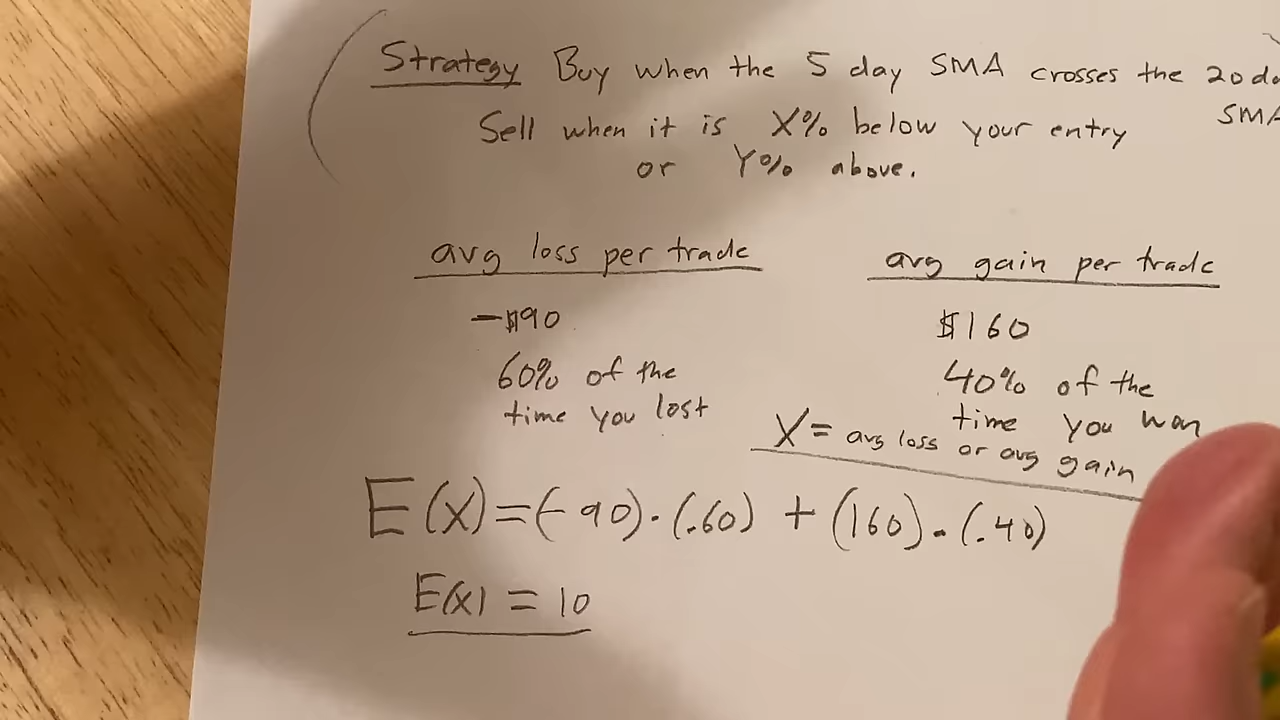 Strategy Buy when the 5 day SMA crosses the 20
SMA
Sell when it is X% below your entry
or Y% above.
avg loss per trade
avg gain per trade
-$90
$160
60% of the
time you lost
40% of the
time you won
X= avg loss or avg gain
E(X)=(-90)·(.60) + (160)·(.40)
E(X) = 10